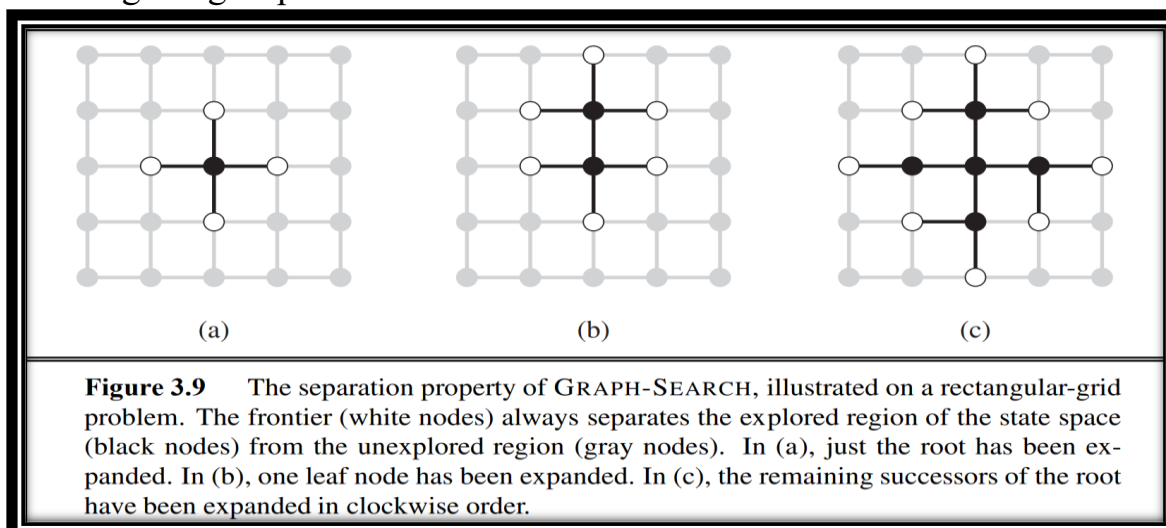 (a) (b) (c)
Figure 3.9 The separation property of GRAPH-SEARCH, illustrated on a rectangular-grid
problem. The frontier (white nodes) always separates the explored region of the state space
(black nodes) from the unexplored region (gray nodes). In (a), just the root has been ex-
panded. In (b), one leaf node has been expanded. In (c), the remaining successors of the root
have been expanded in clockwise order.